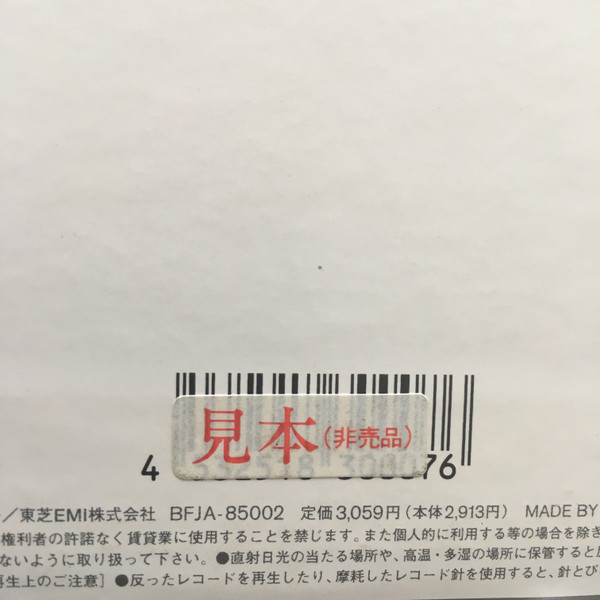 見本(非売品)
4 532518 300076
/東芝EMI株式会社 BFJA-85002 定価3,059円(本体2,913円) MADE BY
権利者の許諾なく賃貸業に使用することを禁じます。また個人的に利用する等の場合を除き
ないように取り扱って下さい。●直射日光の当たる場所や、高温・多湿の場所に保管すると
再生上のご注意]●反ったレコードを再生したり、摩耗したレコード針を使用すると、針とび